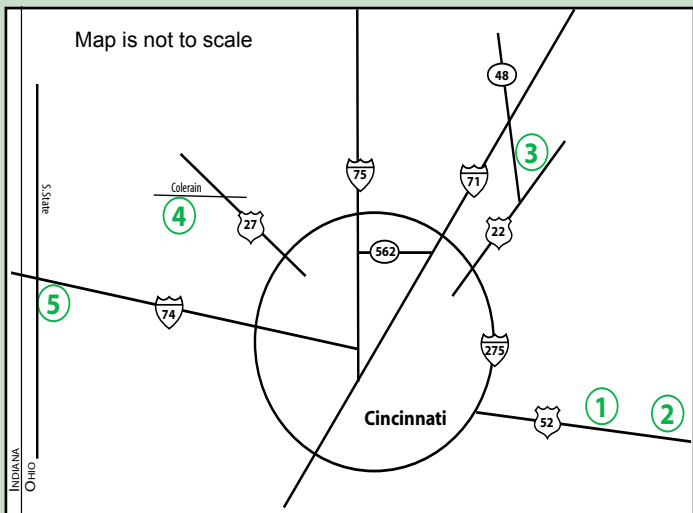 Map is not to scale
48
3
75
71
S.State
Colerain
4
27
22
562
5
74
275
Cincinnati
1
2
52
INDIANA
OHIO